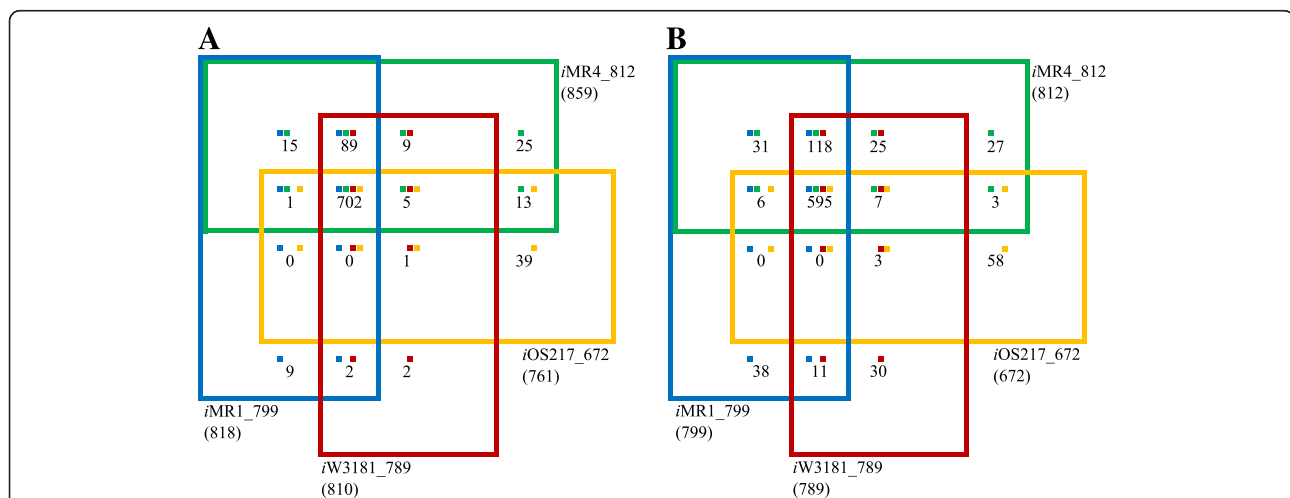 A
iMR4_812
(859)
15 89 9 25
1 702 5 13
0 0 1 39
iOS217_672
(761)
9 2 2
iMR1_799
(818)
iW3181_789
(810)
B
iMR4_812
(812)
31 118 25 27
6 595 7 3
0 0 3 58
iOS217_672
(672)
38 11 30
iMR1_799
(799)
iW3181_789
(789)